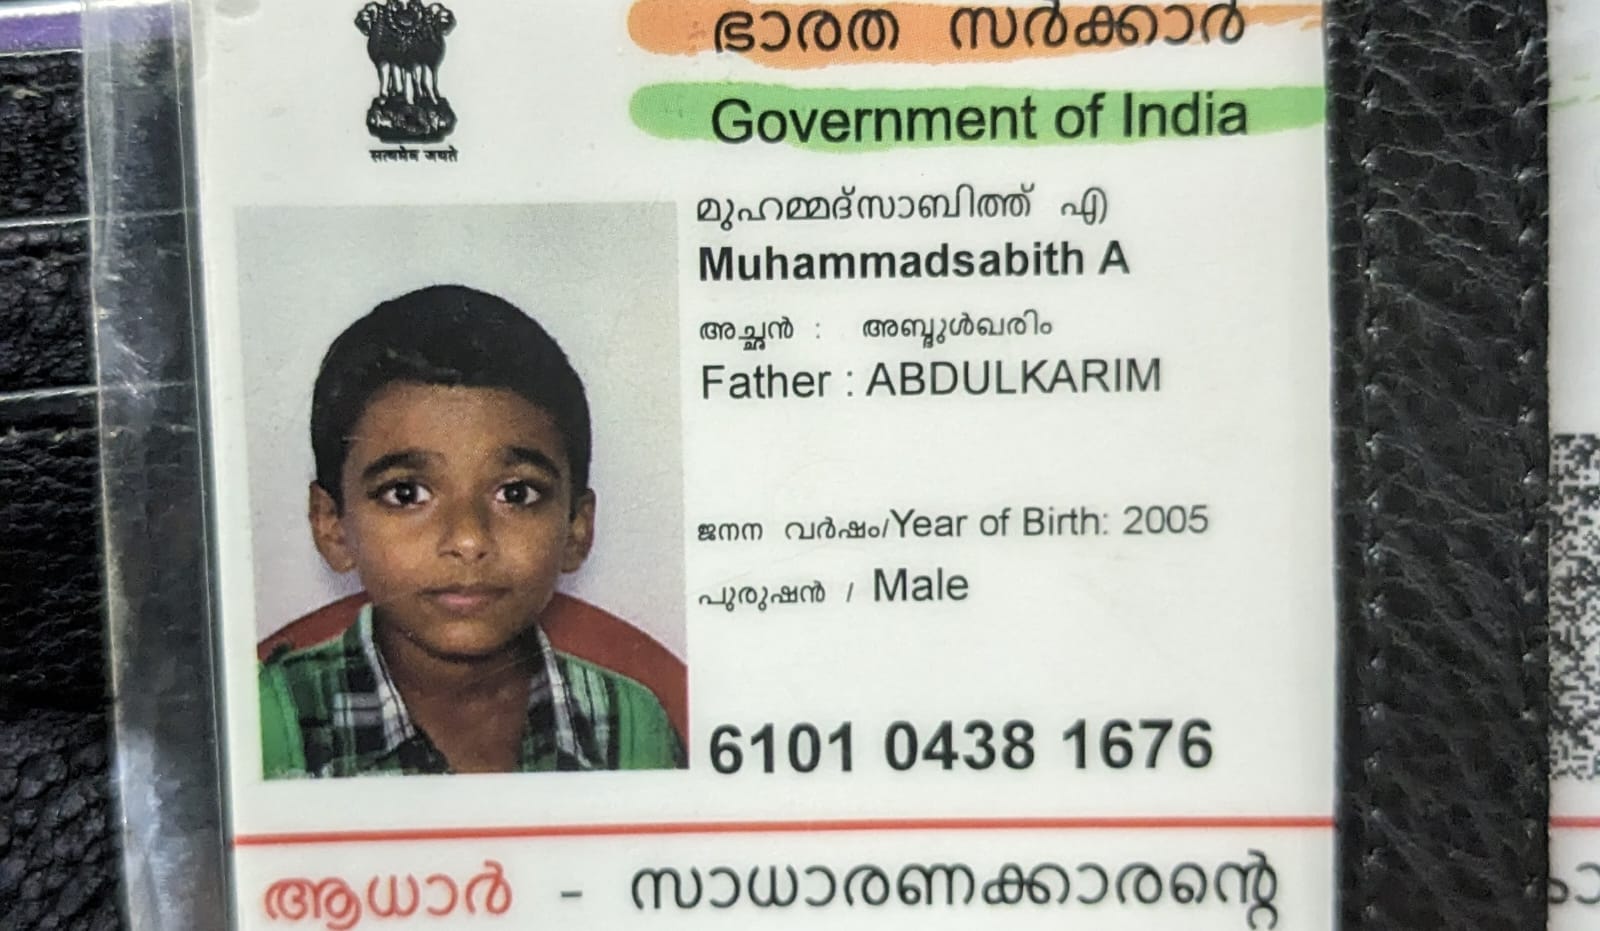 ഭാരത സർക്കാർ
Government of India
सत्यमेव जयते
മുഹമ്മദ്സാബിത്ത് എ
Muhammadsabith A
അച്ഛൻ : അബ്ദുൾഖരിം
Father : ABDULKARIM
ജനന വർഷം/Year of Birth: 2005
പുരുഷൻ / Male
6101 0438 1676
ആധാർ - സാധാരണക്കാരന്റെ